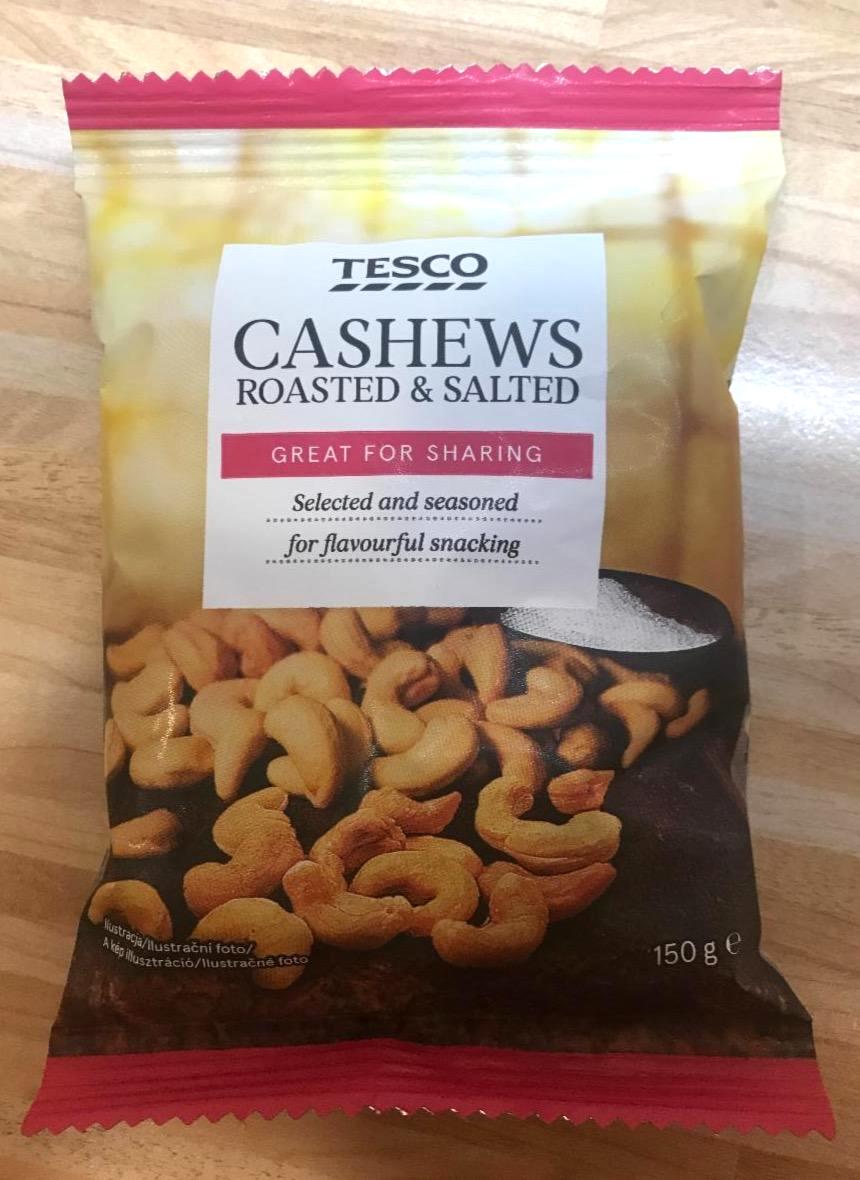 TESCO
CASHEWS
ROASTED & SALTED
GREAT FOR SHARING
Selected and seasoned
for flavourful snacking
Ilustracja/Ilustrační foto/
A kép illusztráció/Ilustračné foto
150 g e